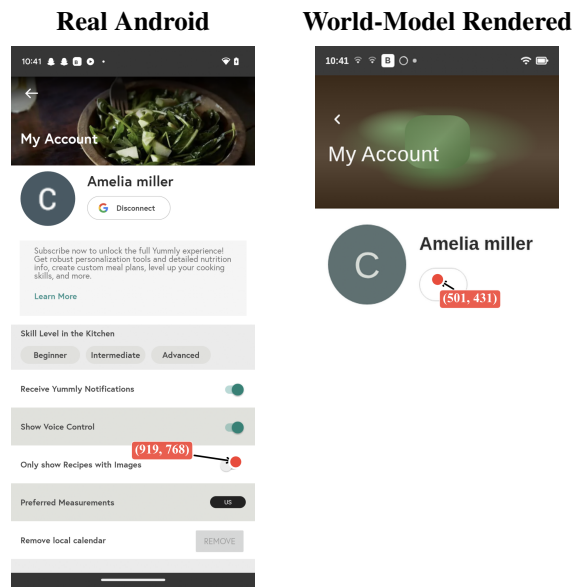 Real Android
World-Model Rendered
10:41
My Account
Amelia miller
G Disconnect
Subscribe now to unlock the full Yummly experience!
Get robust personalization tools and detailed nutrition
info, create custom meal plans, level up your cooking
skills, and more.
Learn More
Skill Level in the Kitchen
Beginner Intermediate Advanced
Receive Yummly Notifications
Show Voice Control
(919, 768)
Only show Recipes with Images
Preferred Measurements US
Remove local calendar REMOVE
C
10:41 B
My Account
C
Amelia miller
(501, 431)